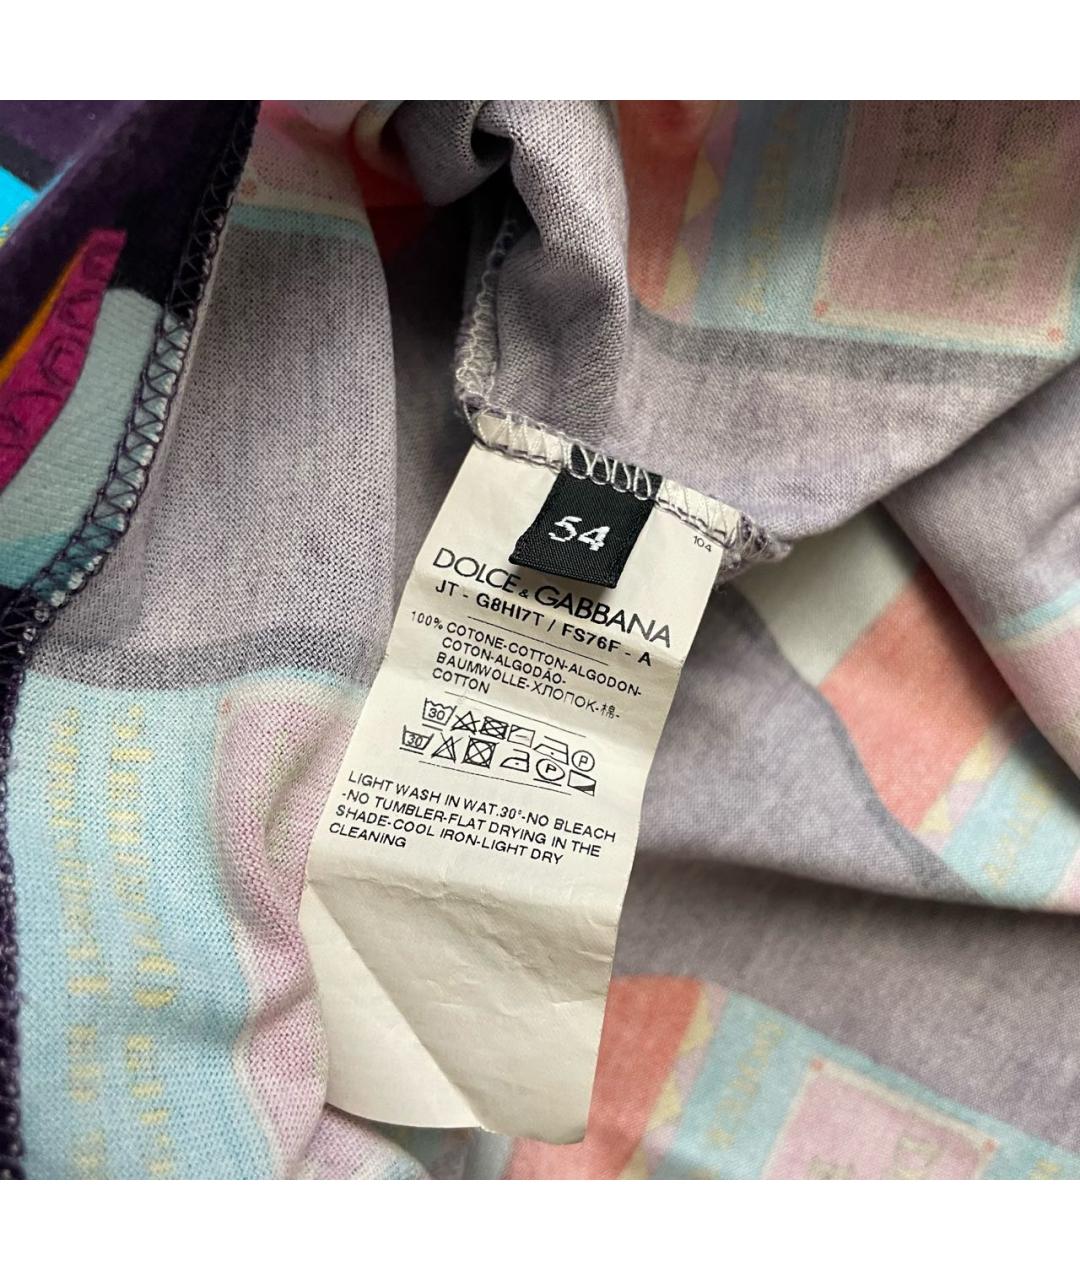 54
104
DOLCE & GABBANA
JT - G8HI7T / FS76F - A
100% COTONE-COTTON-ALGODON-
COTON-ALGODÃO-
BAUMWOLLE-ХЛОПОК-棉-
COTTON
30 P
30 P
LIGHT WASH IN WAT.30°-NO BLEACH
-NO TUMBLER-FLAT DRYING IN THE
SHADE-COOL IRON-LIGHT DRY
CLEANING